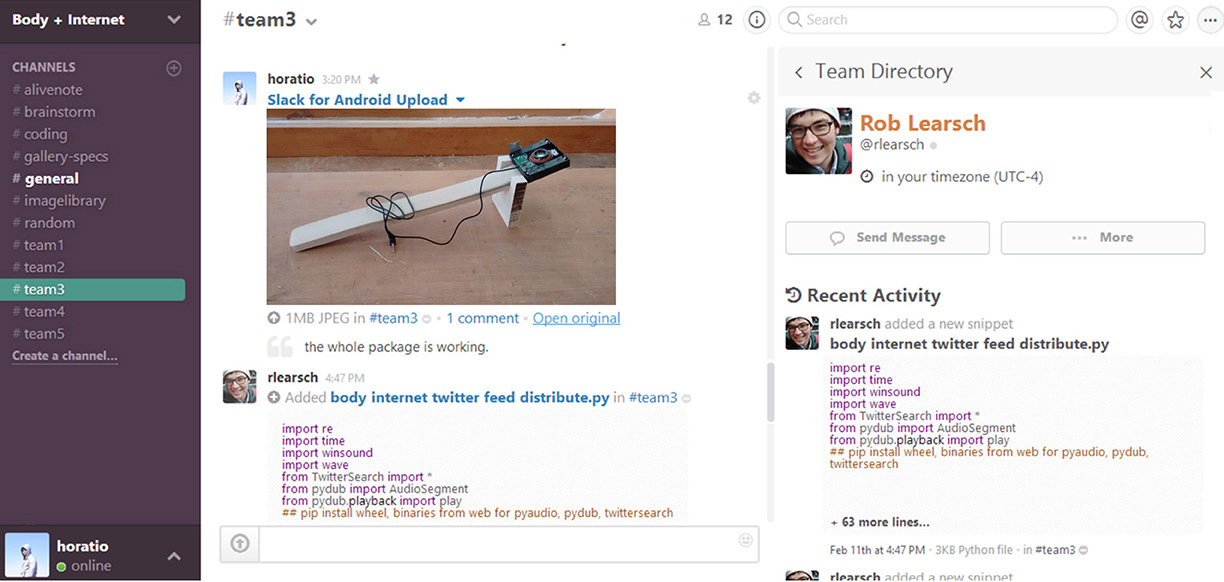 Body + Internet
CHANNELS
# alivenote
# brainstorm
# coding
# gallery-specs
# general
# imagelibrary
# random
# team1
# team2
# team3
# team4
# team5
Create a channel...
horatio
online
#team3
12
Search
horatio 3:20 PM
Slack for Android Upload
1MB JPEG in #team3 • 1 comment • Open original
the whole package is working.
rlearsch 4:47 PM
Added body internet twitter feed distribute.py in #team3
import re
import time
import winsound
import wave
from TwitterSearch import *
from pydub import AudioSegment
from pydub.playback import play
## pip install wheel, binaries from web for pyaudio, pydub, twittersearch
Team Directory
Rob Learsch
@rlearsch
in your timezone (UTC-4)
Send Message
More
Recent Activity
rlearsch added a new snippet
body internet twitter feed distribute.py
import re
import time
import winsound
import wave
from TwitterSearch import *
from pydub import AudioSegment
from pydub.playback import play
## pip install wheel, binaries from web for pyaudio, pydub,
twittersearch
+ 63 more lines...
Feb 11th at 4:47 PM • 3KB Python file • in #team3
rlearsch added a new snippet